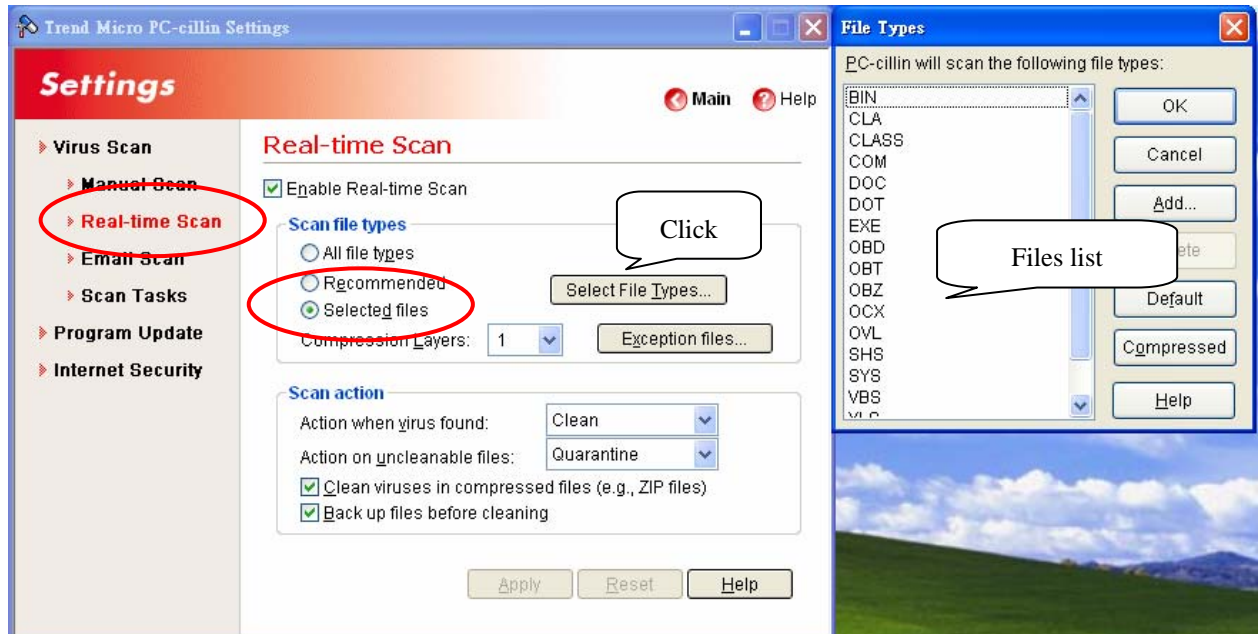 Trend Micro PC-cillin Settings
Settings
Main
Help
Virus Scan
Manual Scan
Real-time Scan
Email Scan
Scan Tasks
Program Update
Internet Security
Real-time Scan
Enable Real-time Scan
Scan file types
All file types
Recommended
Selected files
Click
Select File Types...
Compression Layers: 1
Exception files...
Scan action
Action when virus found: Clean
Action on uncleanable files: Quarantine
Clean viruses in compressed files (e.g., ZIP files)
Back up files before cleaning
Apply
Reset
Help
File Types
PC-cillin will scan the following file types:
BIN
CLA
CLASS
COM
DOC
DOT
EXE
OBD
OBT
OBZ
OCX
OVL
SHS
SYS
VBS
Files list
OK
Cancel
Add...
Default
Compressed
Help